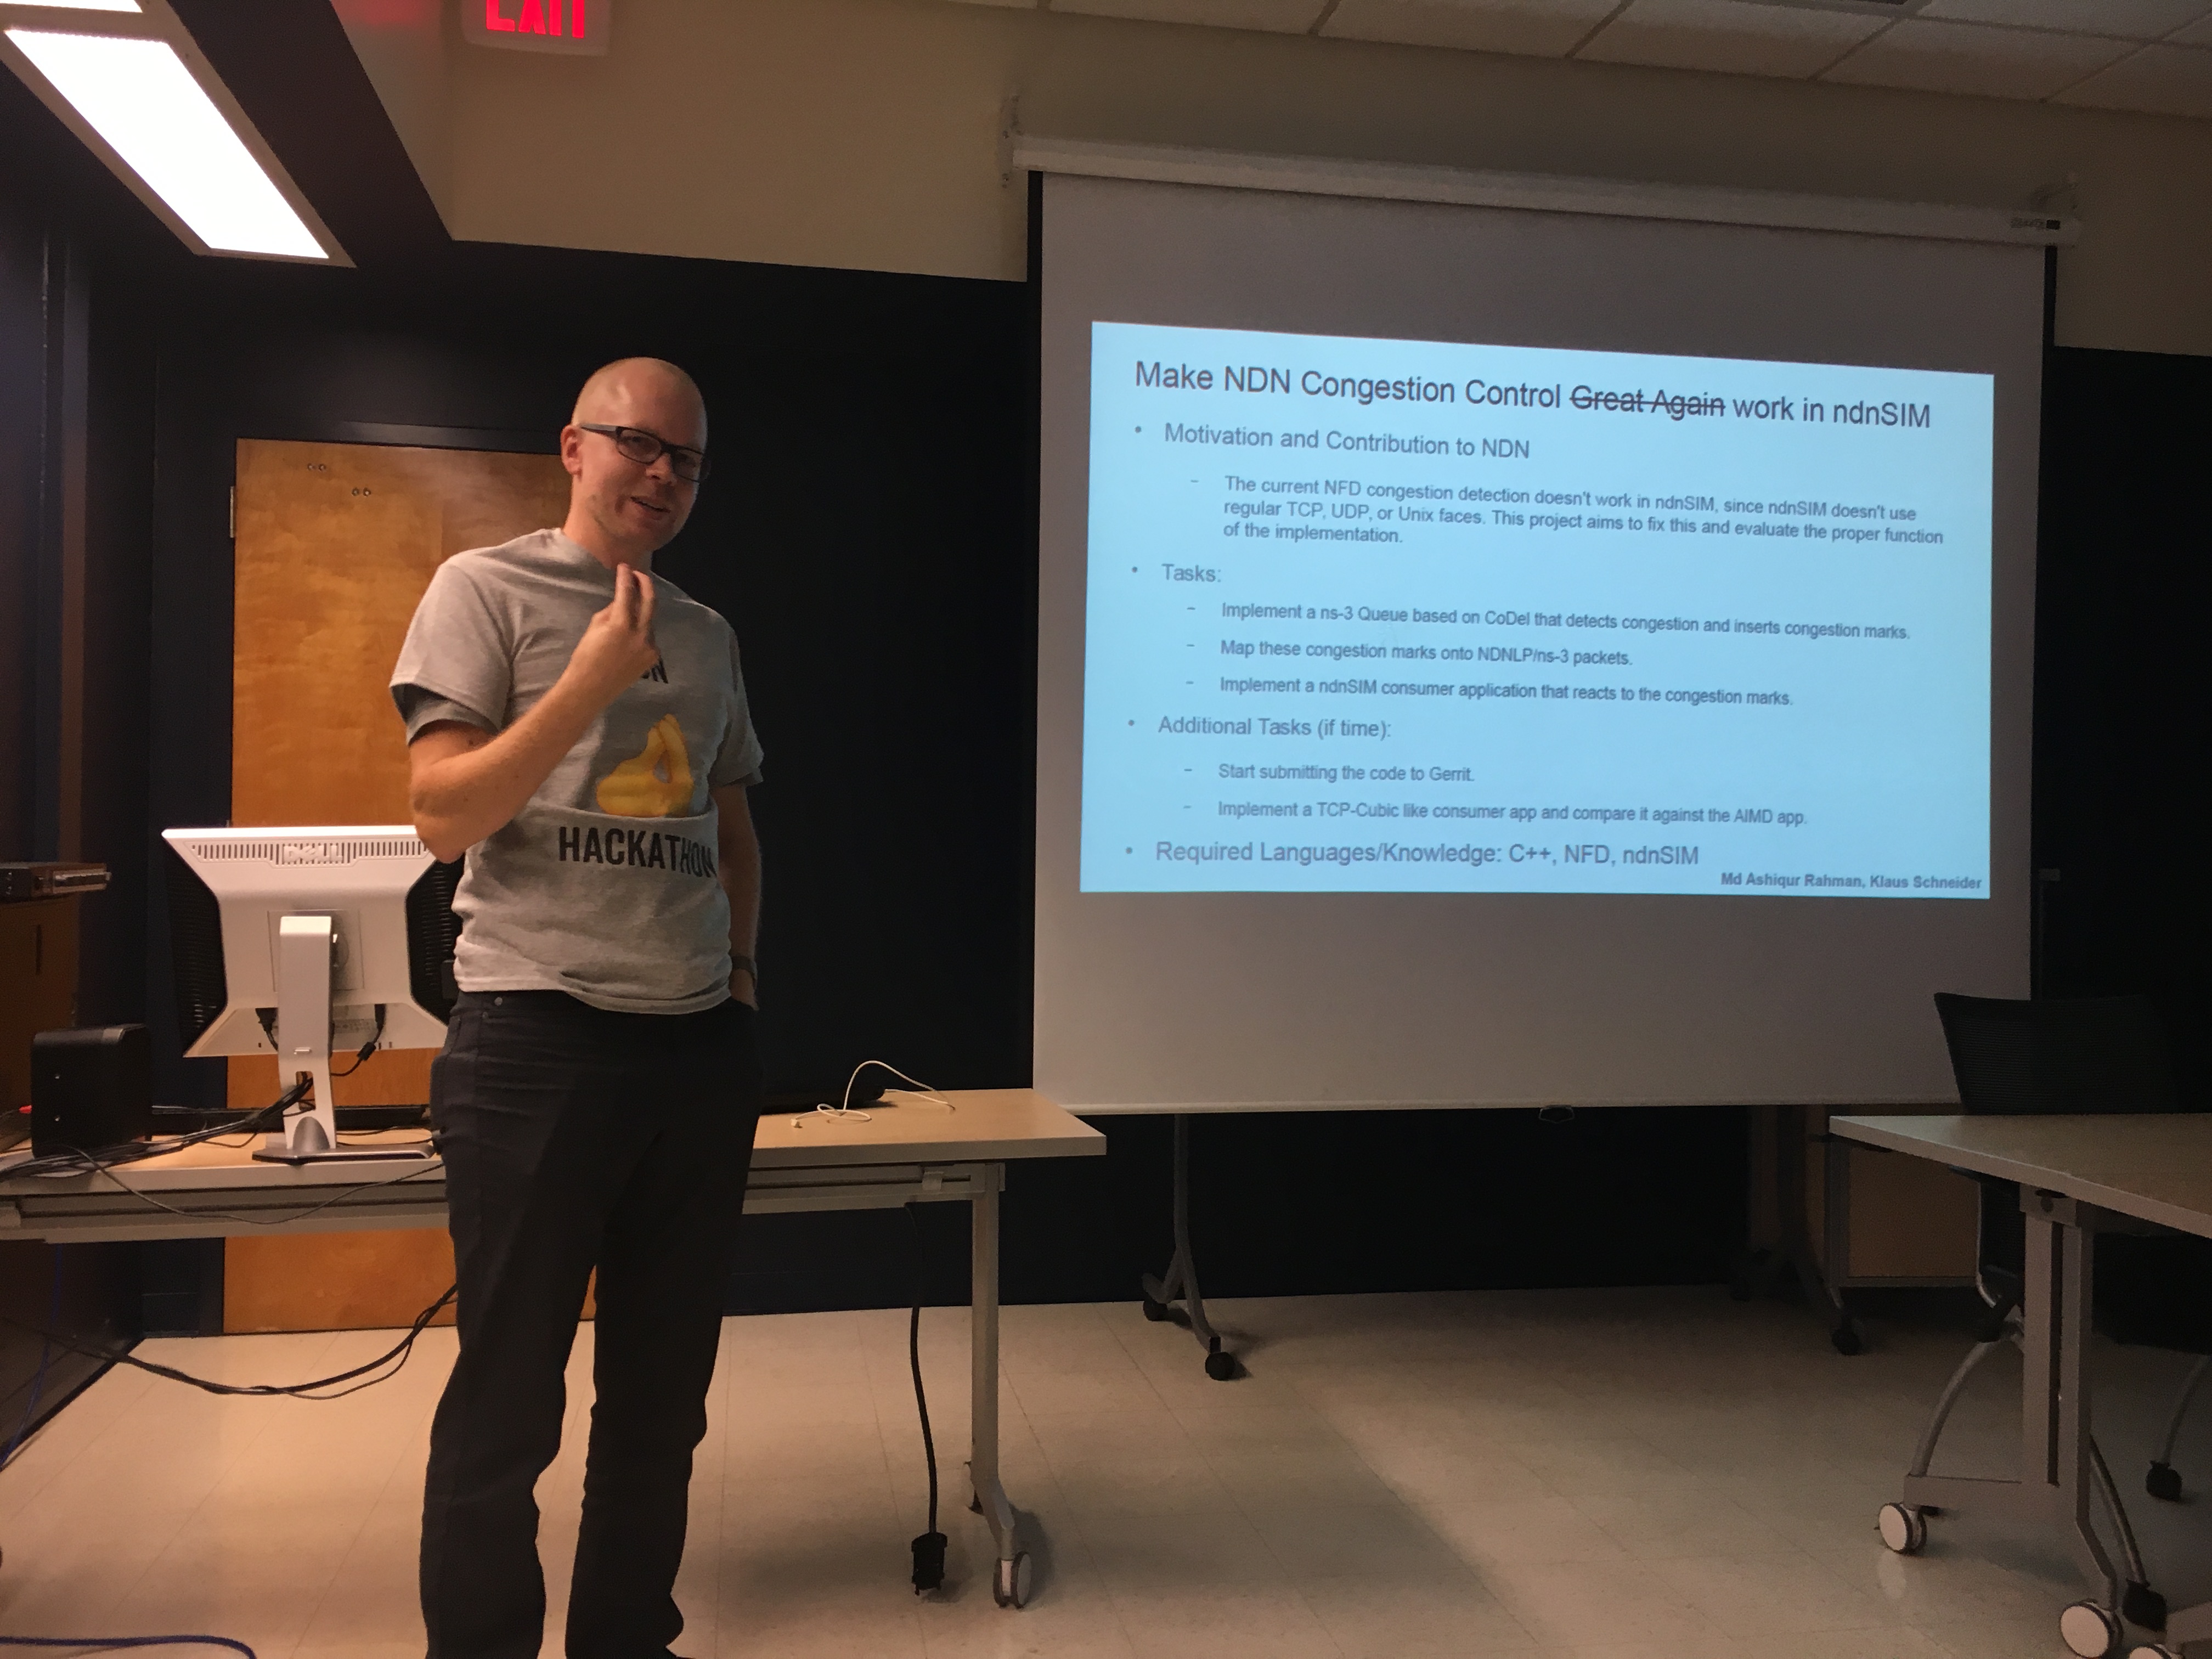 EXIT
Make NDN Congestion Control Great Again work in ndnSIM
• Motivation and Contribution to NDN
– The current NFD congestion detection doesn't work in ndnSIM, since ndnSIM doesn't use
regular TCP, UDP, or Unix faces. This project aims to fix this and evaluate the proper function
of the implementation.
• Tasks:
– Implement a ns-3 Queue based on CoDel that detects congestion and inserts congestion marks.
– Map these congestion marks onto NDNLP/ns-3 packets.
– Implement a ndnSIM consumer application that reacts to the congestion marks.
• Additional Tasks (if time):
– Start submitting the code to Gerrit.
– Implement a TCP-Cubic like consumer app and compare it against the AIMD app.
• Required Languages/Knowledge: C++, NFD, ndnSIM
Md Ashiqur Rahman, Klaus Schneider
HACKATHON
DELL